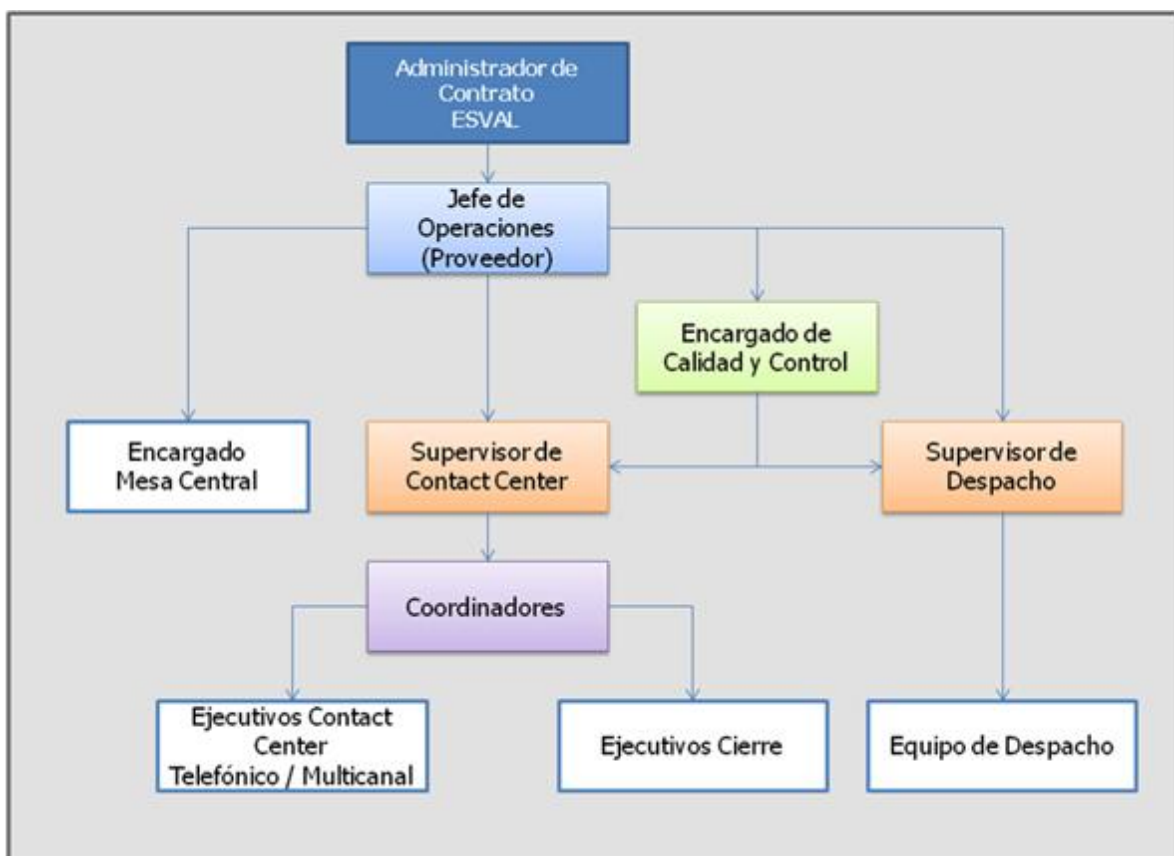 Administrador de
Contrato
ESVAL
Jefe de
Operaciones
(Proveedor)
Encargado de
Calidad y Control
Encargado
Mesa Central
Supervisor de
Contact Center
Supervisor de
Despacho
Coordinadores
Ejecutivos Contact
Center
Telefónico / Multicanal
Ejecutivos Cierre
Equipo de Despacho